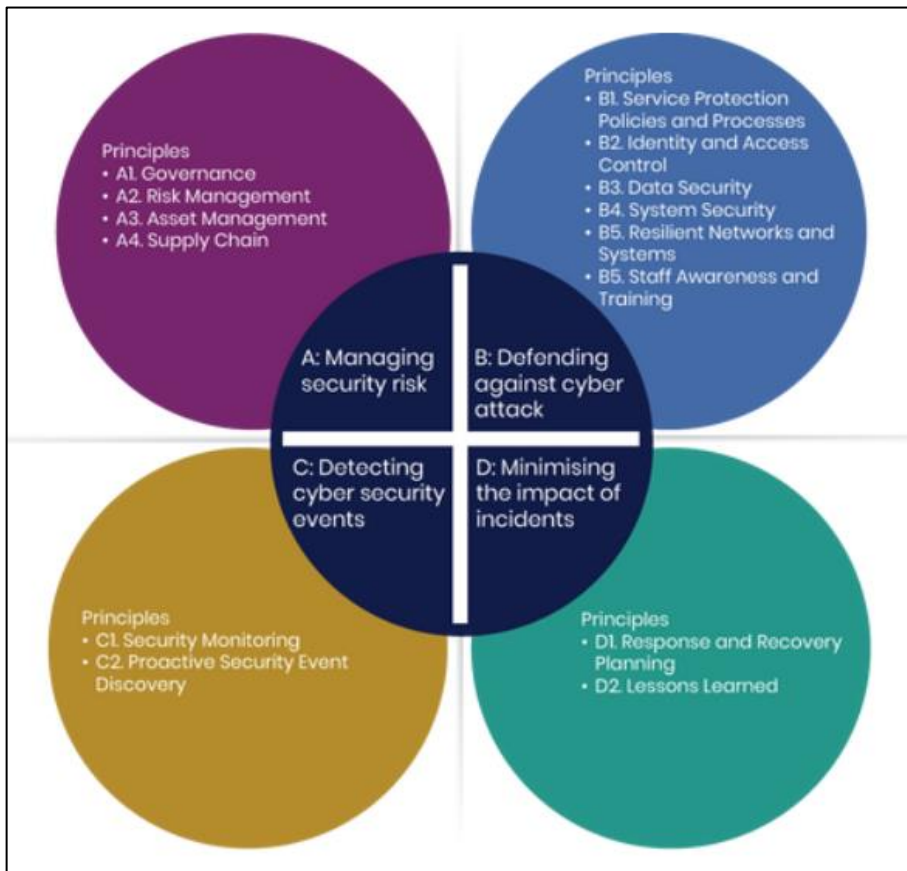 Principles
• A1. Governance
• A2. Risk Management
• A3. Asset Management
• A4. Supply Chain
Principles
• B1. Service Protection
Policies and Processes
• B2. Identity and Access
Control
• B3. Data Security
• B4. System Security
• B5. Resilient Networks and
Systems
• B5. Staff Awareness and
Training
A: Managing
security risk
B: Defending
against cyber
attack
C: Detecting
cyber security
events
D: Minimising
the impact of
incidents
Principles
• C1. Security Monitoring
• C2. Proactive Security Event
Discovery
Principles
• D1. Response and Recovery
Planning
• D2. Lessons Learned